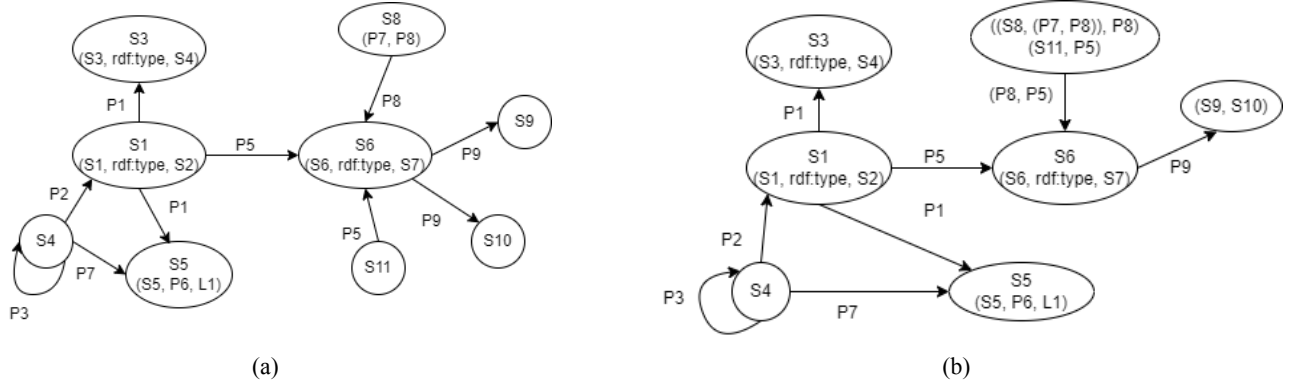 S3
(S3, rdf:type, S4)
P1
S1
(S1, rdf:type, S2)
P2
S4
P3
P7
P1
S5
(S5, P6, L1)
P5
S8
(P7, P8)
P8
S6
(S6, rdf:type, S7)
P9
S9
P9
S10
P5
S11
(a)
S3
(S3, rdf:type, S4)
P1
S1
(S1, rdf:type, S2)
P2
S4
P3
P7
P1
S5
(S5, P6, L1)
P5
((S8, (P7, P8)), P8)
(S11, P5)
(P8, P5)
S6
(S6, rdf:type, S7)
P9
(S9, S10)
(b)